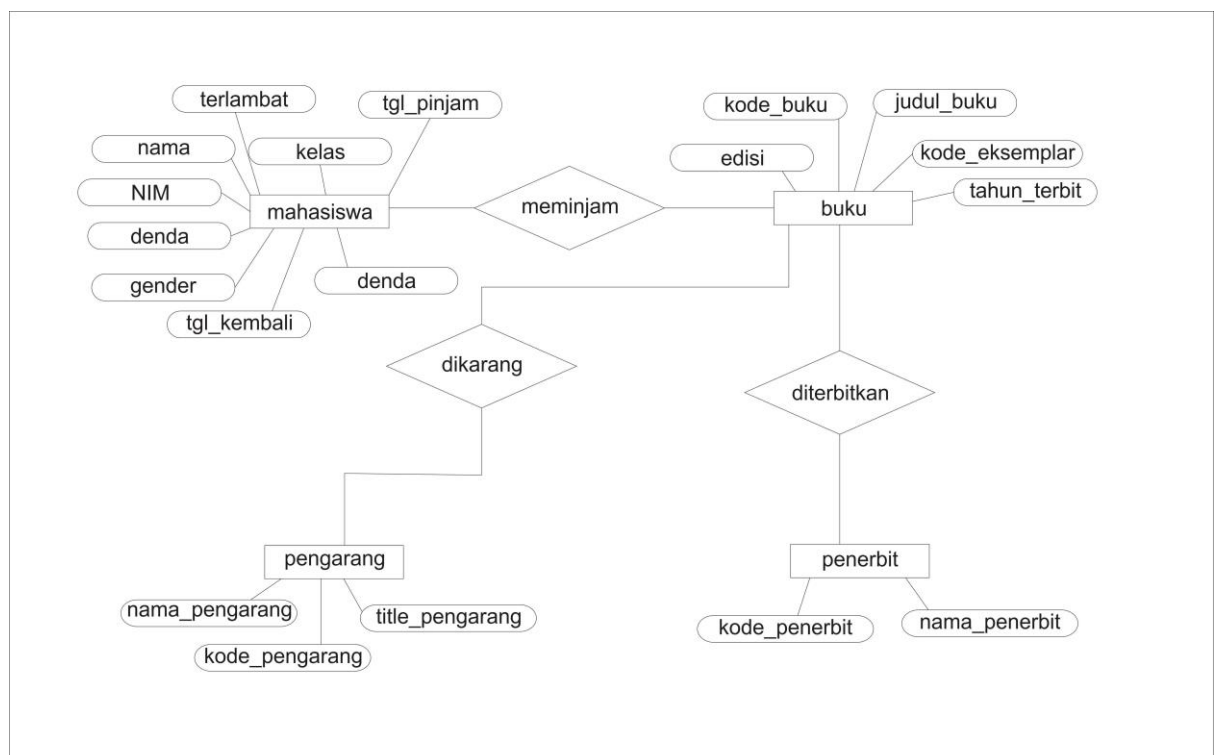 terlambat
tgl_pinjam
nama
kelas
NIM
mahasiswa
denda
gender
denda
tgl_kembali
meminjam
kode_buku
judul_buku
edisi
kode_eksemplar
tahun_terbit
buku
dikarang
diterbitkan
pengarang
nama_pengarang
title_pengarang
kode_pengarang
penerbit
kode_penerbit
nama_penerbit